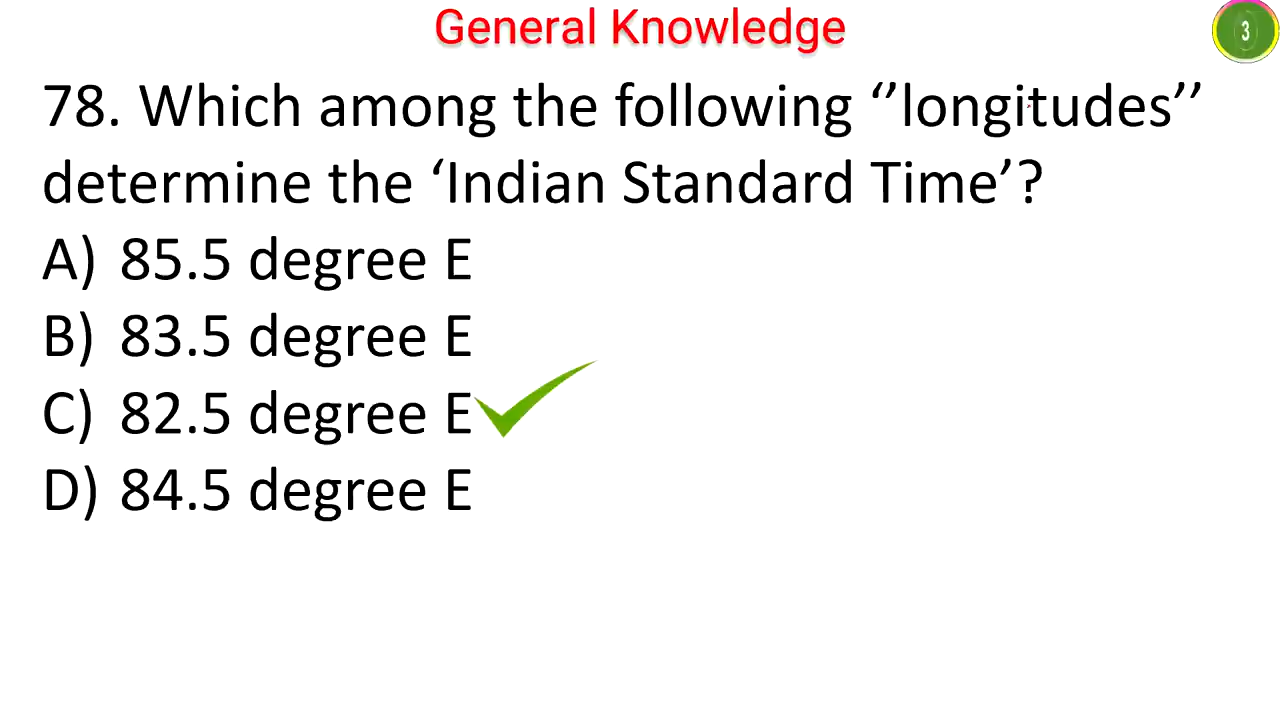 General Knowledge
3
78. Which among the following ‘’longitudes’’
determine the ‘Indian Standard Time’?
A) 85.5 degree E
B) 83.5 degree E
C) 82.5 degree E
D) 84.5 degree E